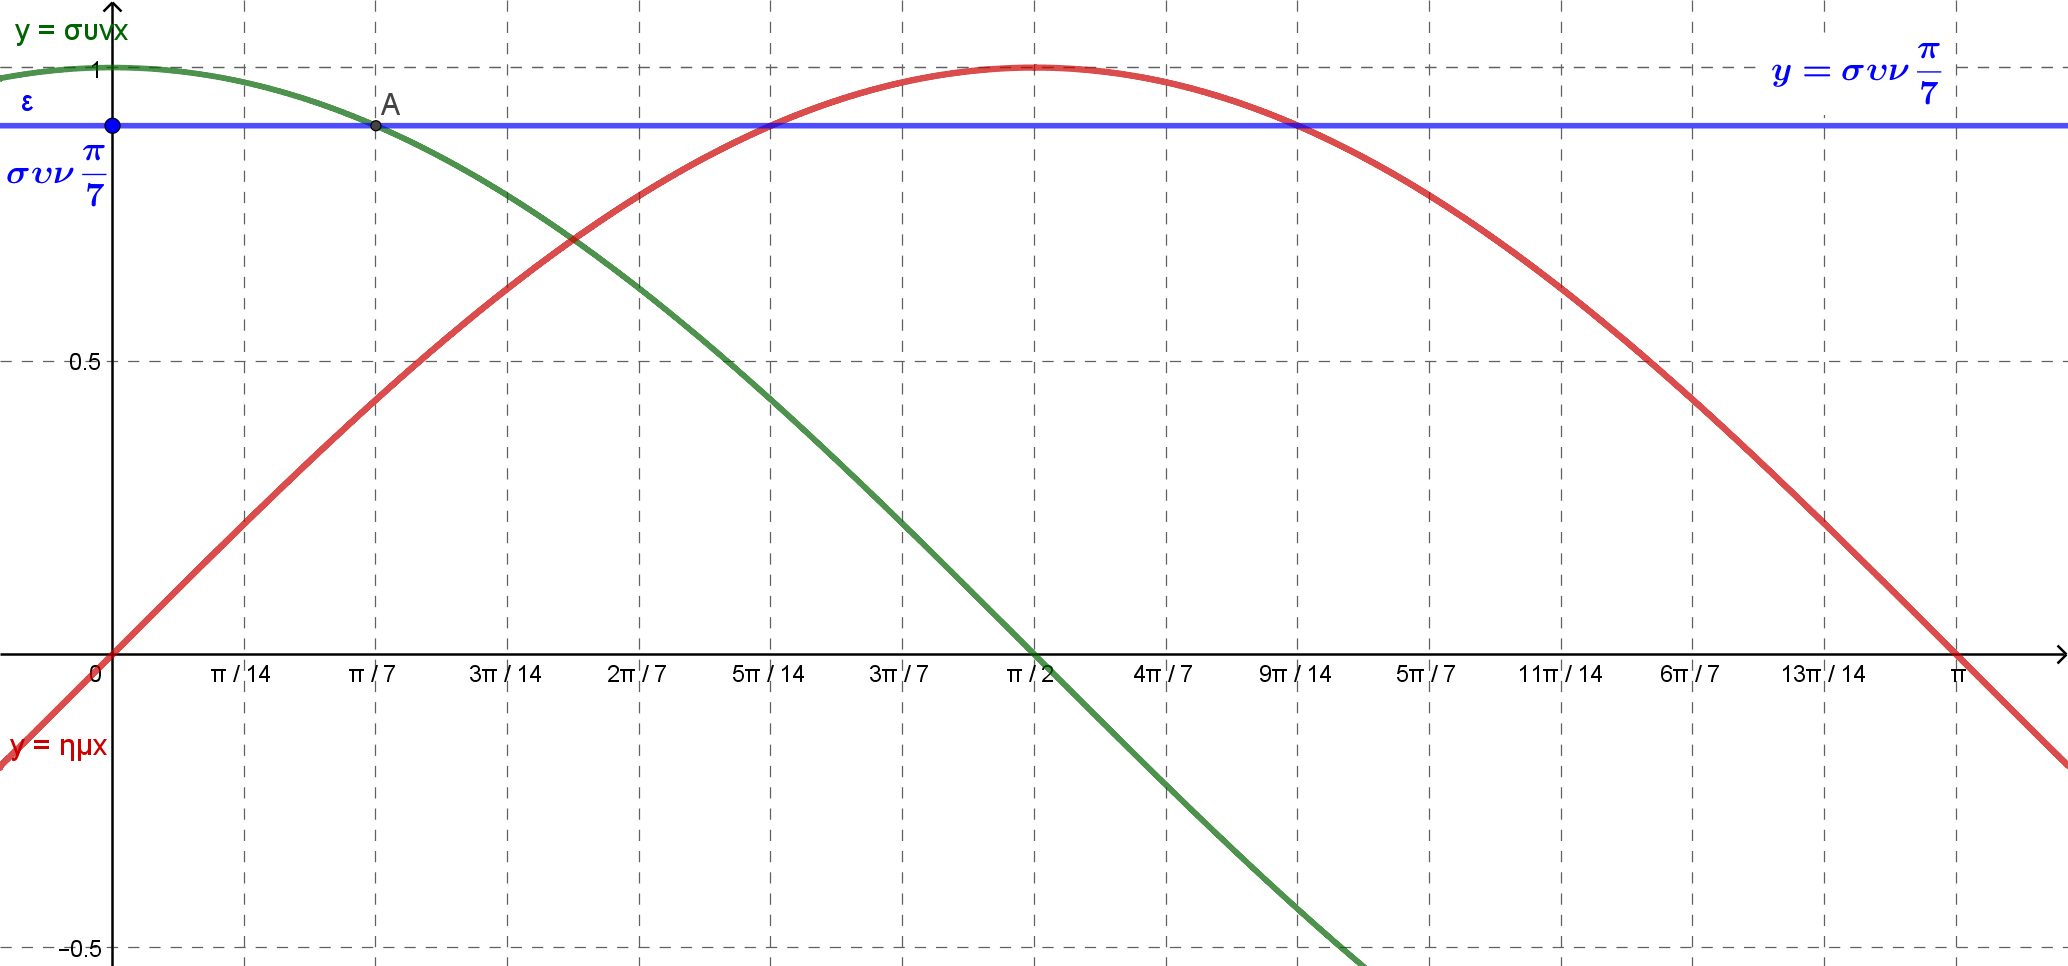 y = συνx
1
ε
A
y = συν π/7
συν π/7
0.5
0
π / 14
π / 7
3π / 14
2π / 7
5π / 14
3π / 7
π / 2
4π / 7
9π / 14
5π / 7
11π / 14
6π / 7
13π / 14
π
y = ημx
–0.5